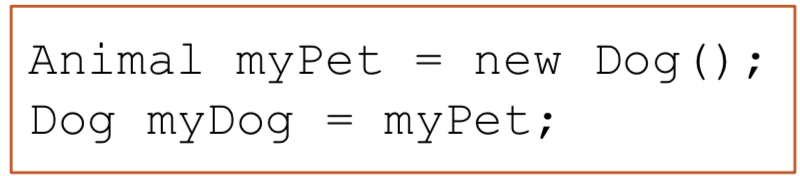 Animal myPet = new Dog();
Dog myDog = myPet;